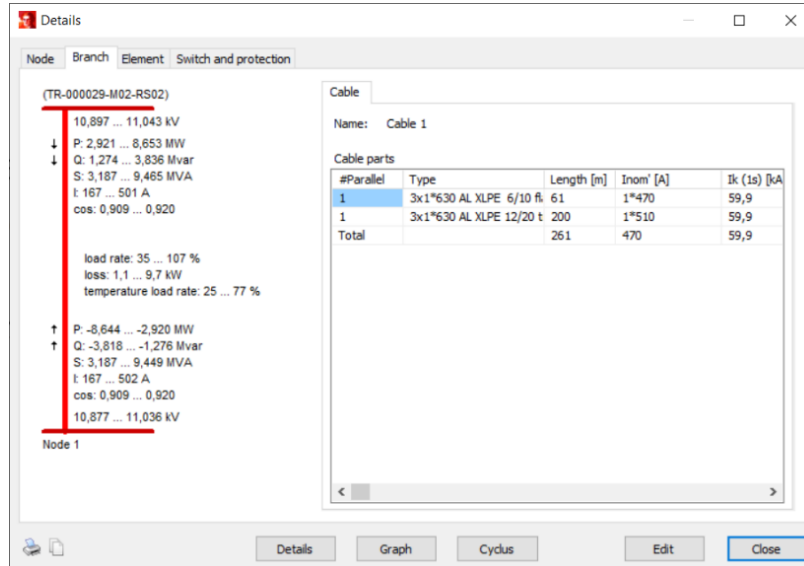 Details
Node Branch Element Switch and protection
(TR-000029-M02-RS02)
10,897 ... 11,043 kV
↓ P: 2,921 ... 8,653 MW
↓ Q: 1,274 ... 3,836 Mvar
S: 3,187 ... 9,465 MVA
I: 167 ... 501 A
cos: 0,909 ... 0,920
load rate: 35 ... 107 %
loss: 1,1 ... 9,7 kW
temperature load rate: 25 ... 77 %
↑ P: -8,644 ... -2,920 MW
↑ Q: -3,818 ... -1,276 Mvar
S: 3,187 ... 9,449 MVA
I: 167 ... 502 A
cos: 0,909 ... 0,920
10,877 ... 11,036 kV
Node 1
Cable
Name: Cable 1
Cable parts
#Parallel Type Length [m] Inom' [A] Ik (1s) [kA
1 3x1*630 AL XLPE 6/10 fl 61 1*470 59,9
1 3x1*630 AL XLPE 12/20 t 200 1*510 59,9
Total 261 470 59,9
Details Graph Cyclus Edit Close